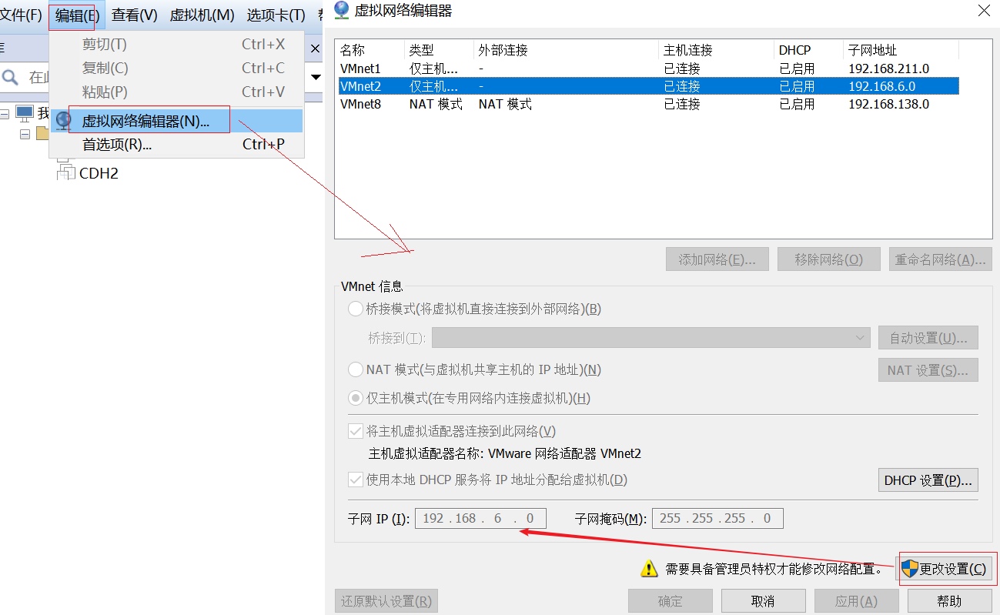 文件(F) 编辑(E) 查看(V) 虚拟机(M) 选项卡(T)
剪切(T) Ctrl+X
复制(C) Ctrl+C
粘贴(P) Ctrl+V
虚拟网络编辑器(N)...
首选项(R)... Ctrl+P
在此
我
CDH2
虚拟网络编辑器
名称 类型 外部连接 主机连接 DHCP 子网地址
VMnet1 仅主机... - 已连接 已启用 192.168.211.0
VMnet2 仅主机... - 已连接 已启用 192.168.6.0
VMnet8 NAT 模式 NAT 模式 已连接 已启用 192.168.138.0
添加网络(E)... 移除网络(O) 重命名网络(A)...
VMnet 信息
桥接模式(将虚拟机直接连接到外部网络)(B)
桥接到(I): 自动设置(U)...
NAT 模式(与虚拟机共享主机的 IP 地址)(N) NAT 设置(S)...
仅主机模式(在专用网络内连接虚拟机)(H)
将主机虚拟适配器连接到此网络(V)
主机虚拟适配器名称: VMware 网络适配器 VMnet2
使用本地 DHCP 服务将 IP 地址分配给虚拟机(D) DHCP 设置(P)...
子网 IP (I): 192 . 168 . 6 . 0 子网掩码(M): 255 . 255 . 255 . 0
需要具备管理员特权才能修改网络配置。 更改设置(C)
还原默认设置(R) 确定 取消 应用(A) 帮助